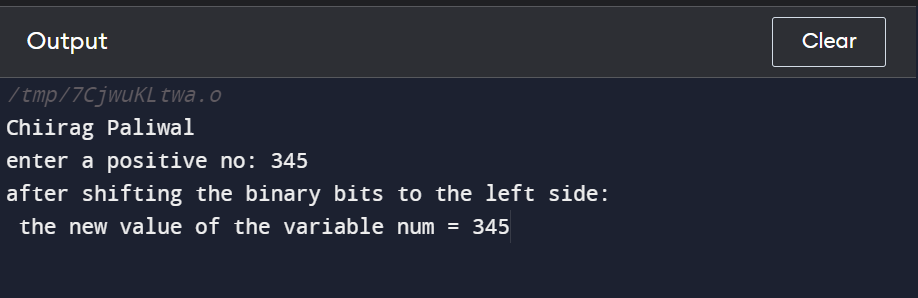 Output
Clear
/tmp/7CjwuKLtwa.o
Chiirag Paliwal
enter a positive no: 345
after shifting the binary bits to the left side:
the new value of the variable num = 345